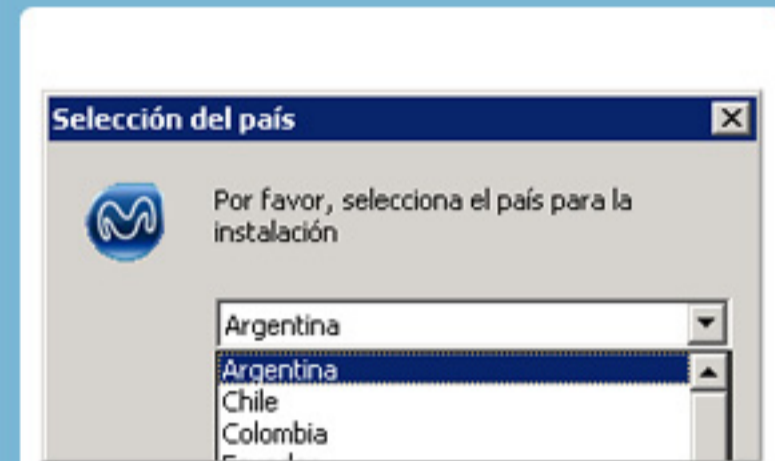 Selección del país
Por favor, selecciona el país para la
instalación
Argentina
Argentina
Chile
Colombia